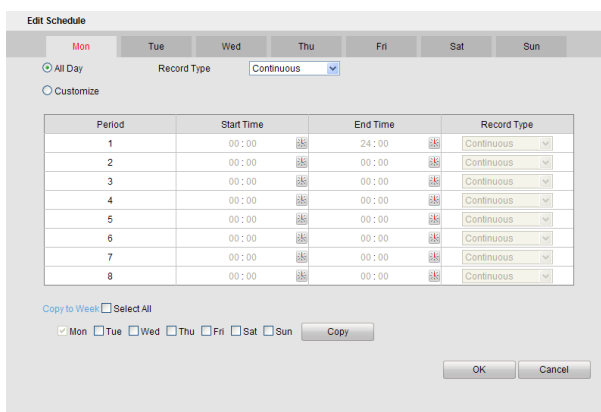 Edit Schedule
Mon Tue Wed Thu Fri Sat Sun
All Day Record Type Continuous
Customize
Period Start Time End Time Record Type
1 00:00 24:00 Continuous
2 00:00 00:00 Continuous
3 00:00 00:00 Continuous
4 00:00 00:00 Continuous
5 00:00 00:00 Continuous
6 00:00 00:00 Continuous
7 00:00 00:00 Continuous
8 00:00 00:00 Continuous
Copy to Week Select All
Mon Tue Wed Thu Fri Sat Sun Copy
OK Cancel